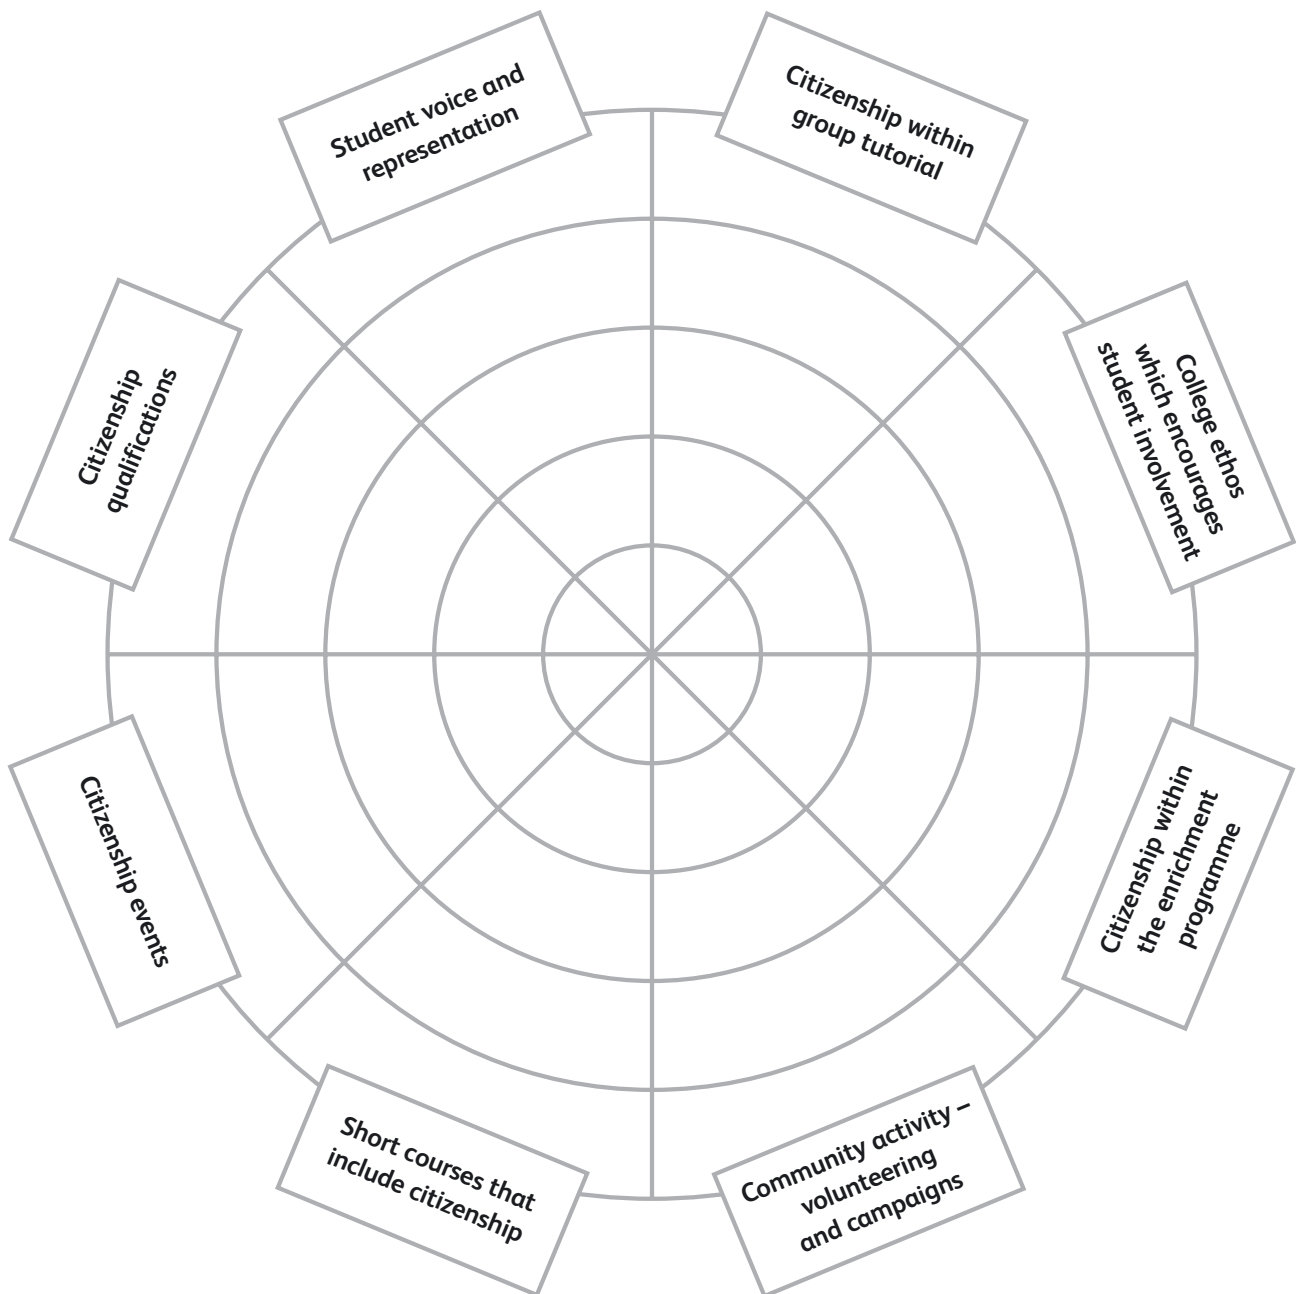 Student voice and
representation
Citizenship within
group tutorial
College ethos
which encourages
student involvement
Citizenship within
the enrichment
programme
Community activity –
volunteering
and campaigns
Short courses that
include citizenship
Citizenship events
Citizenship
qualifications